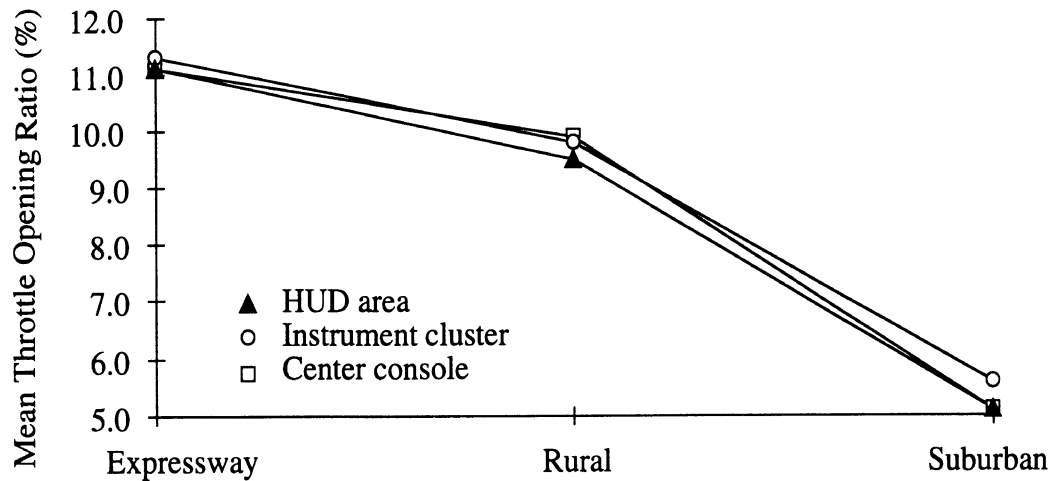 Mean Throttle Opening Ratio (%)
12.0
11.0
10.0
9.0
8.0
7.0
6.0
5.0
HUD area
Instrument cluster
Center console
Expressway
Rural
Suburban